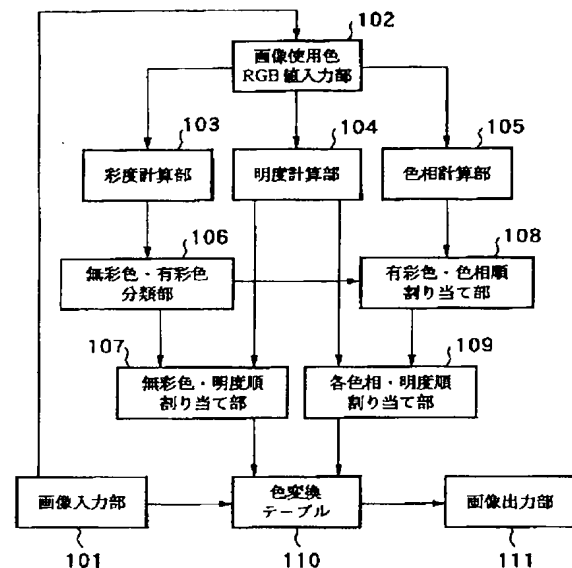 102
画像使用色
RGB値入力部
103
104
105
彩度計算部
明度計算部
色相計算部
106
108
無彩色・有彩色
分類部
有彩色・色相順
割り当て部
107
109
無彩色・明度順
割り当て部
各色相・明度順
割り当て部
画像入力部
色変換
テーブル
画像出力部
101
110
111